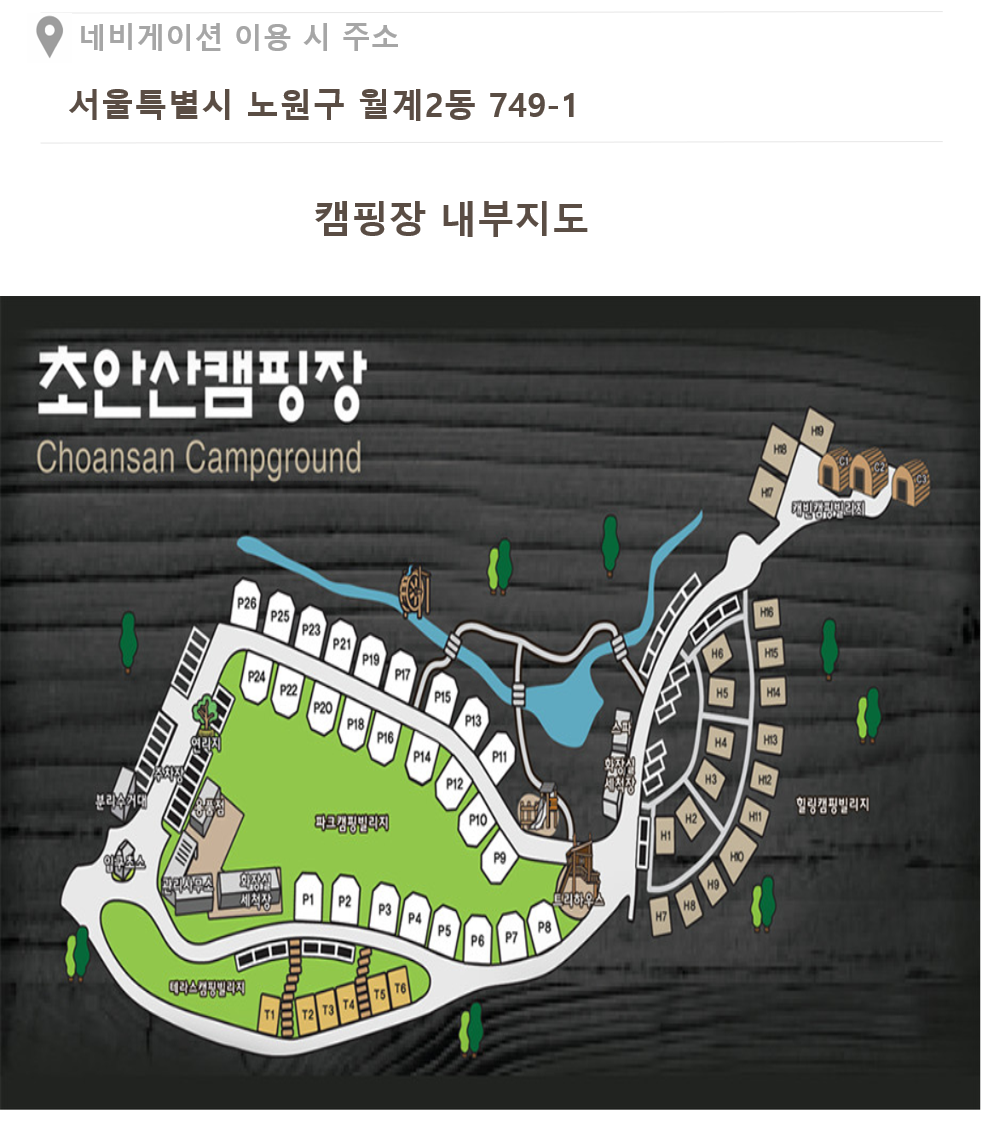 네비게이션 이용 시 주소
서울특별시 노원구 월계2동 749-1
캠핑장 내부지도
초안산캠핑장
Choansan Campground
H19
H18
H17
C1
C2
C3
캐빈캠핑빌리지
P26
P25
P23
P21
P19
P17
P15
P13
P11
P24
P22
P20
P18
P16
P14
P12
P10
P9
H16
H15
H14
H13
H12
H11
H10
H9
H8
H7
H6
H5
H4
H3
H2
H1
연리지
주차장
분리수거대
용품점
입군초소
관리사무소
화장실
세척장
파크캠핑빌리지
스파
화장실
세척장
힐링캠핑빌리지
트리하우스
P1
P2
P3
P4
P5
P6
P7
P8
테라스캠핑빌리지
T1
T2
T3
T4
T5
T6